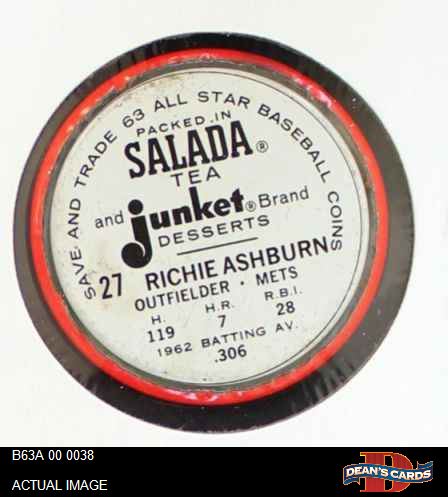 SAVE AND TRADE 63 ALL STAR BASEBALL COINS
PACKED IN
SALADA®
TEA
and junket® Brand
DESSERTS
27 RICHIE ASHBURN
OUTFIELDER · METS
H. H.R. R.B.I.
119 7 28
1962 BATTING AV.
.306
B63A 00 0038
ACTUAL IMAGE
D
DEAN'S CARDS